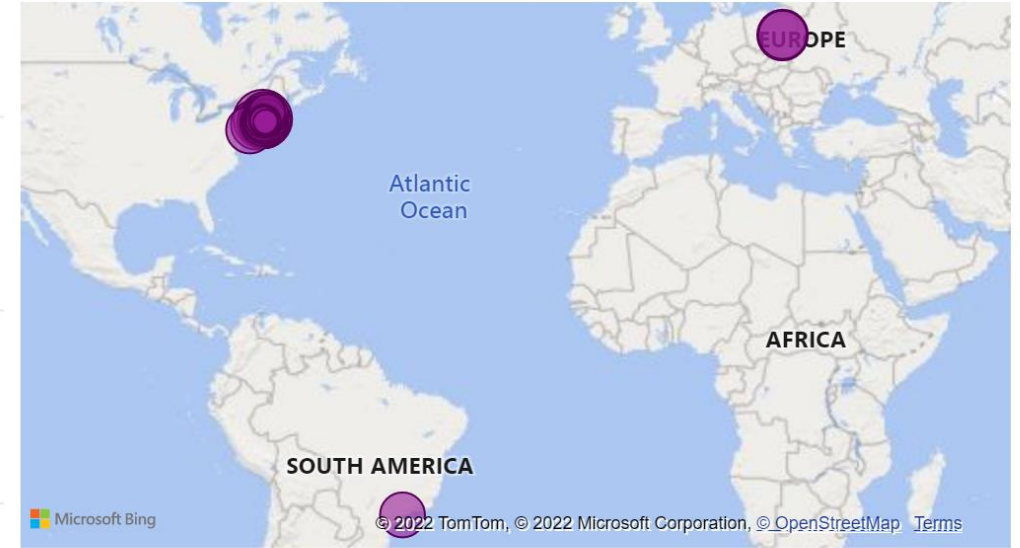 EUROPE
Atlantic
Ocean
AFRICA
SOUTH AMERICA
Microsoft Bing
© 2022 TomTom, © 2022 Microsoft Corporation, © OpenStreetMap Terms